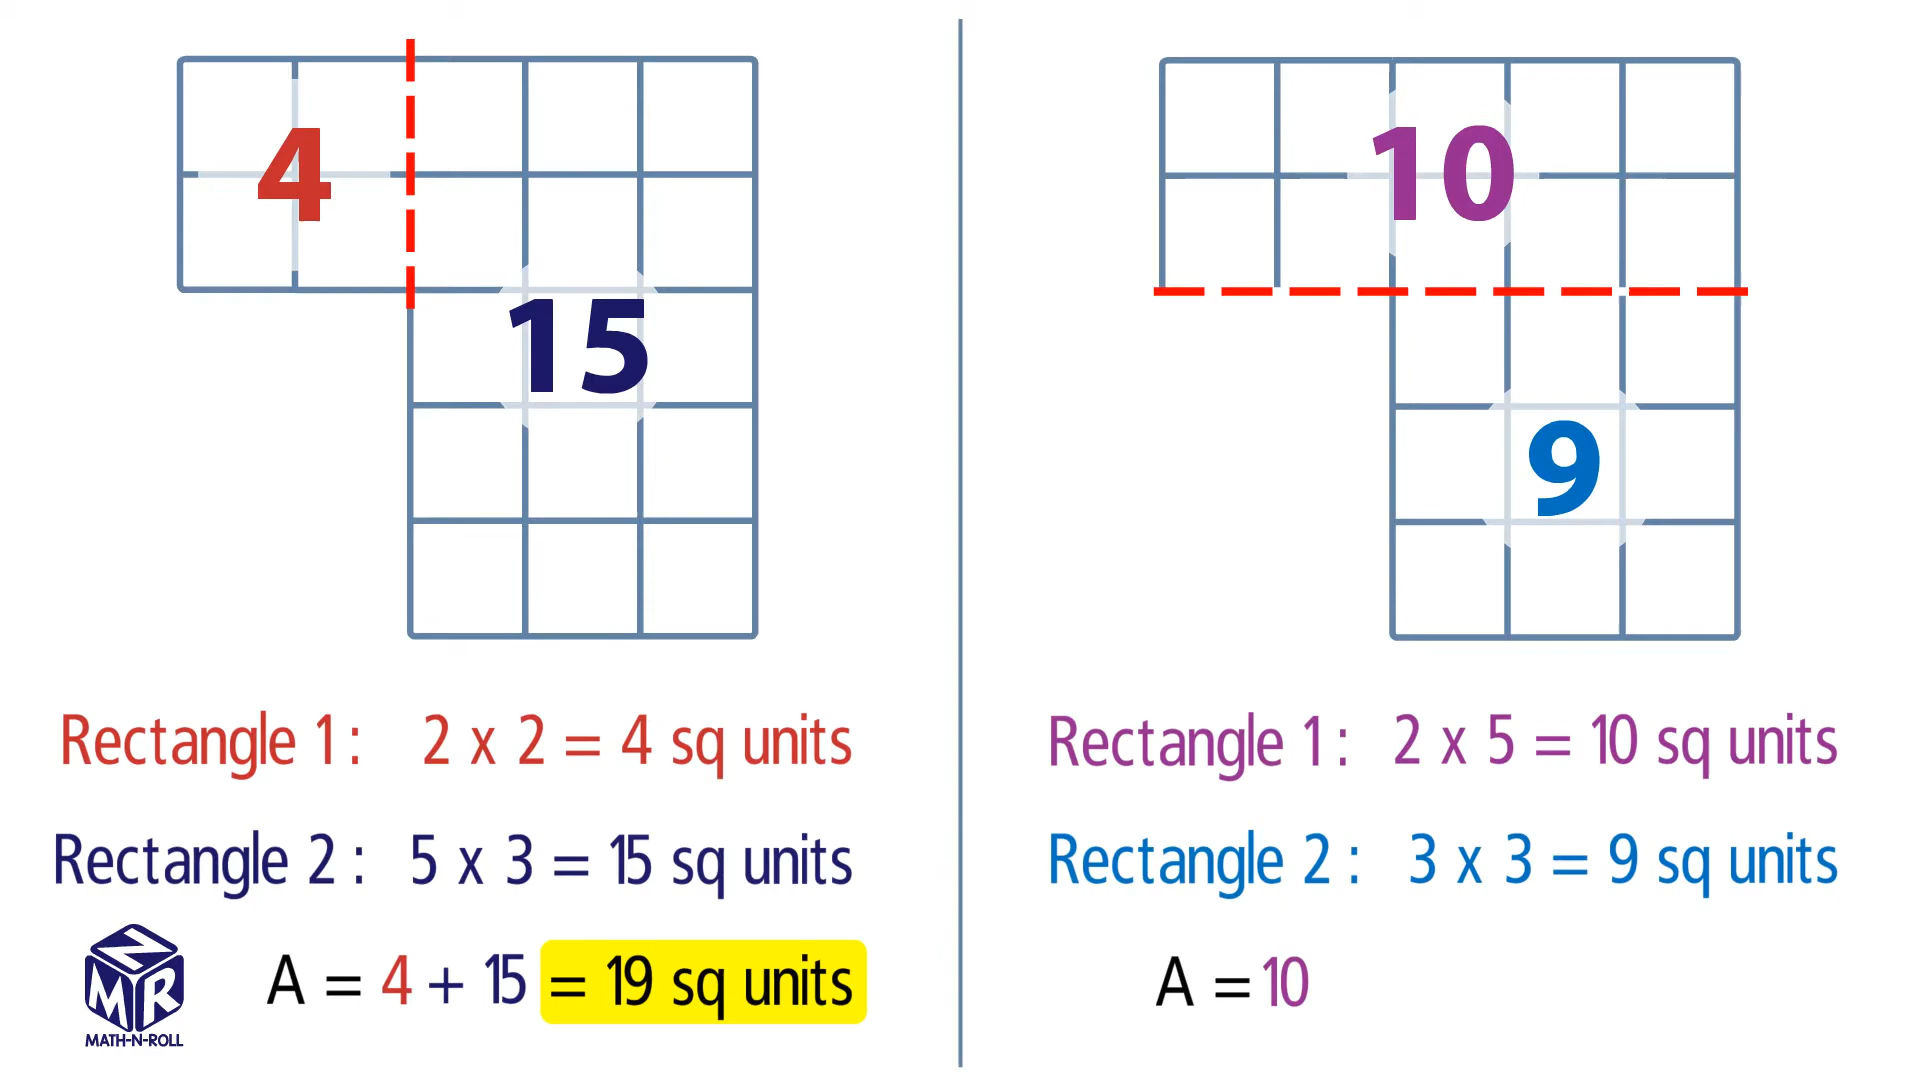 4
15
Rectangle 1 : 2 x 2 = 4 sq units
Rectangle 2 : 5 x 3 = 15 sq units
A = 4 + 15 = 19 sq units
MNR
MATH-N-ROLL
10
9
Rectangle 1 : 2 x 5 = 10 sq units
Rectangle 2 : 3 x 3 = 9 sq units
A = 10